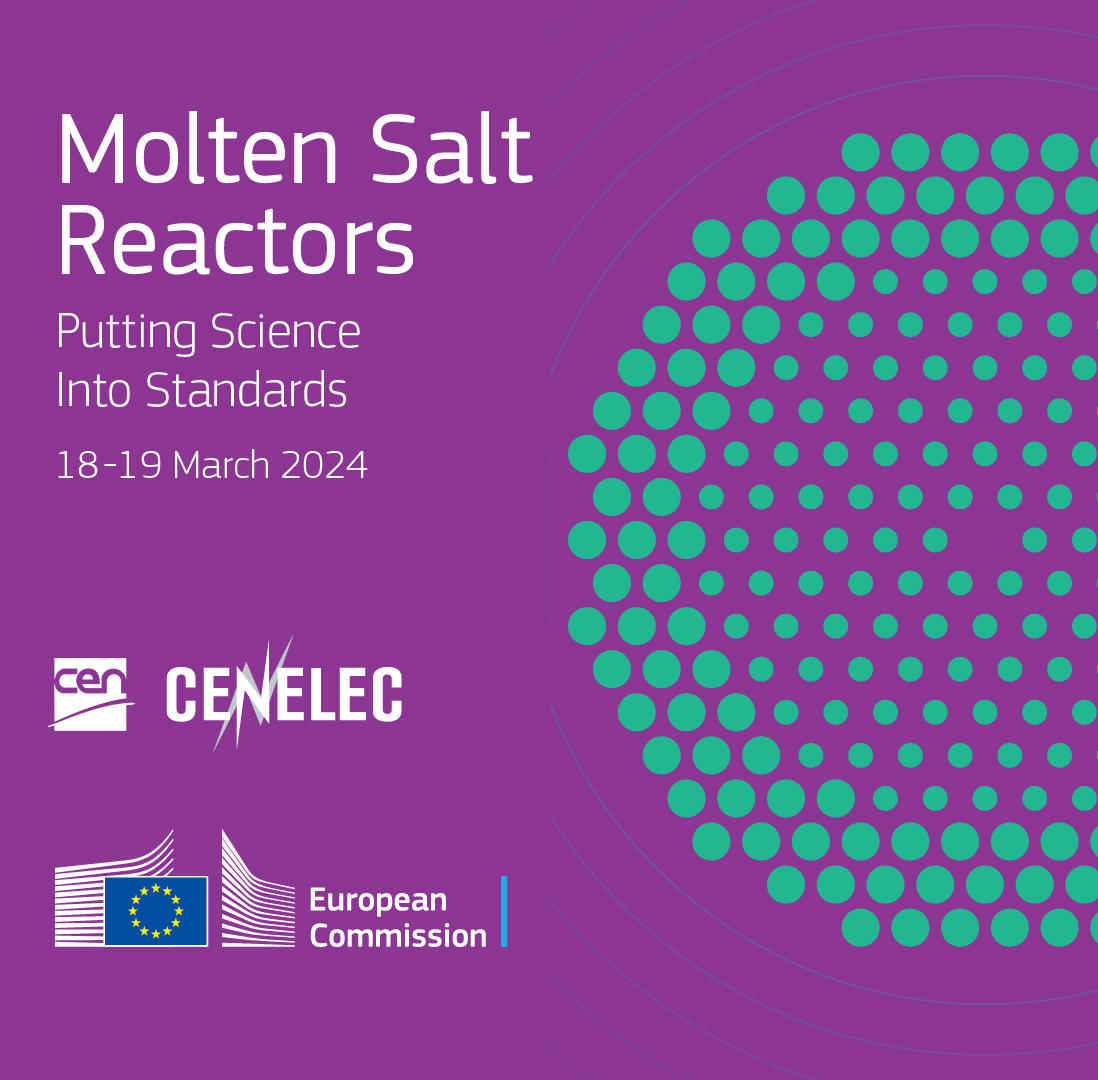 Molten Salt
Reactors
Putting Science
Into Standards
18-19 March 2024
cen
CENELEC
European
Commission